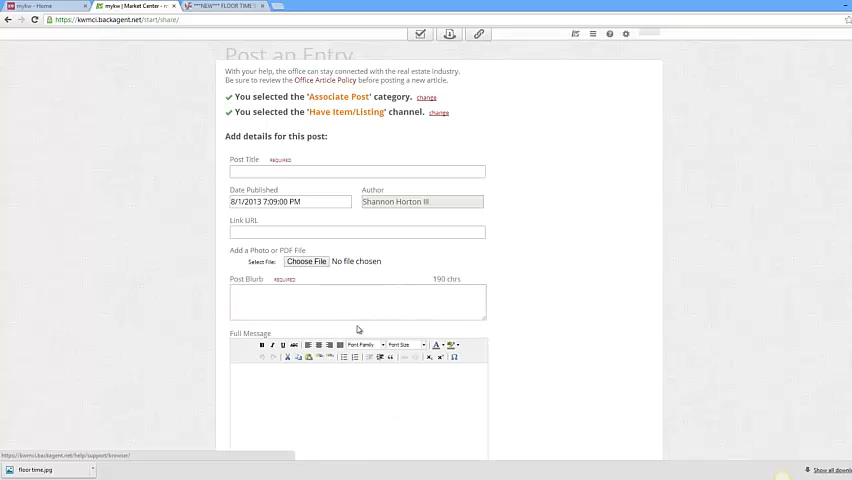 mykw - Home
mykw | Market Center - m
***NEW*** FLOOR TIME S
https://kwmci.backagent.net/start/share/
Post an Entry
With your help, the office can stay connected with the real estate industry.
Be sure to review the Office Article Policy before posting a new article.
You selected the 'Associate Post' category. change
You selected the 'Have Item/Listing' channel. change
Add details for this post:
Post Title REQUIRED
Date Published Author
8/1/2013 7:09:00 PM Shannon Horton III
Link URL
Add a Photo or PDF File
Select File: Choose File No file chosen
Post Blurb REQUIRED 190 chrs
Full Message
B I U ABC Font Family Font Size A
https://kwmci.backagent.net/help/support/browser/
floor time.jpg Show all downl